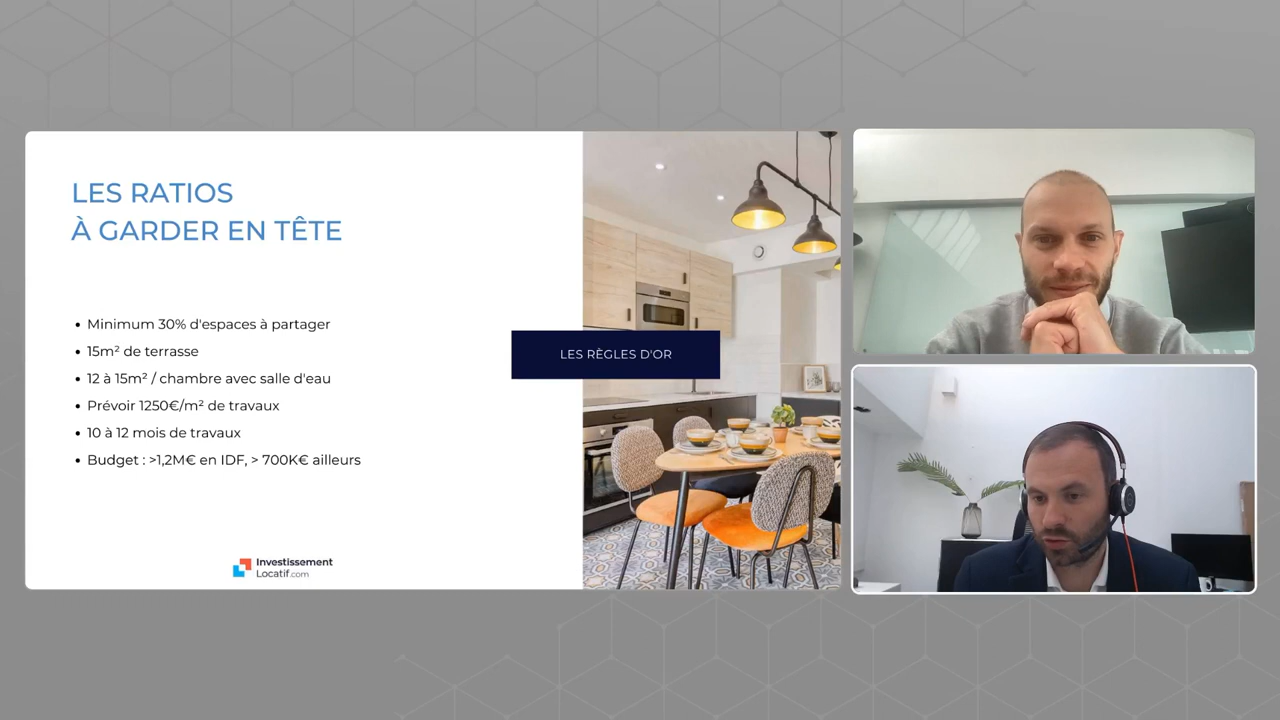 LES RATIOS
À GARDER EN TÊTE
• Minimum 30% d'espaces à partager
• 15m² de terrasse
• 12 à 15m² / chambre avec salle d'eau
• Prévoir 1250€/m² de travaux
• 10 à 12 mois de travaux
• Budget : >1,2M€ en IDF, > 700K€ ailleurs
LES RÈGLES D'OR
Investissement
Locatif.com